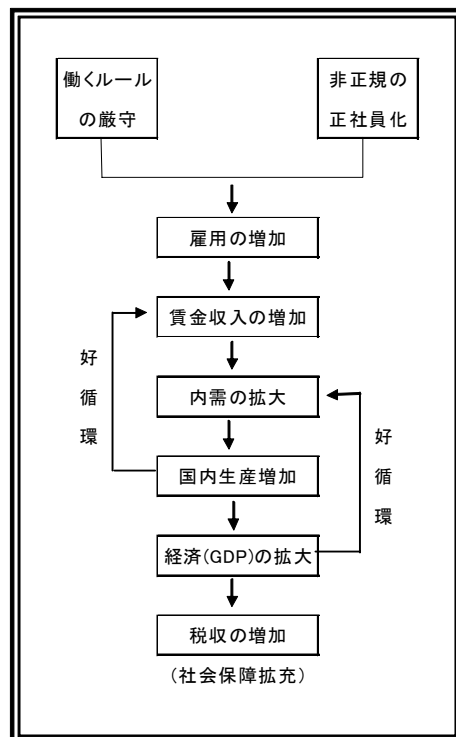 働くルール
の厳守
非正規の
正社員化
雇用の増加
賃金収入の増加
好循環
内需の拡大
国内生産増加
好循環
経済(GDP)の拡大
税収の増加
(社会保障拡充)